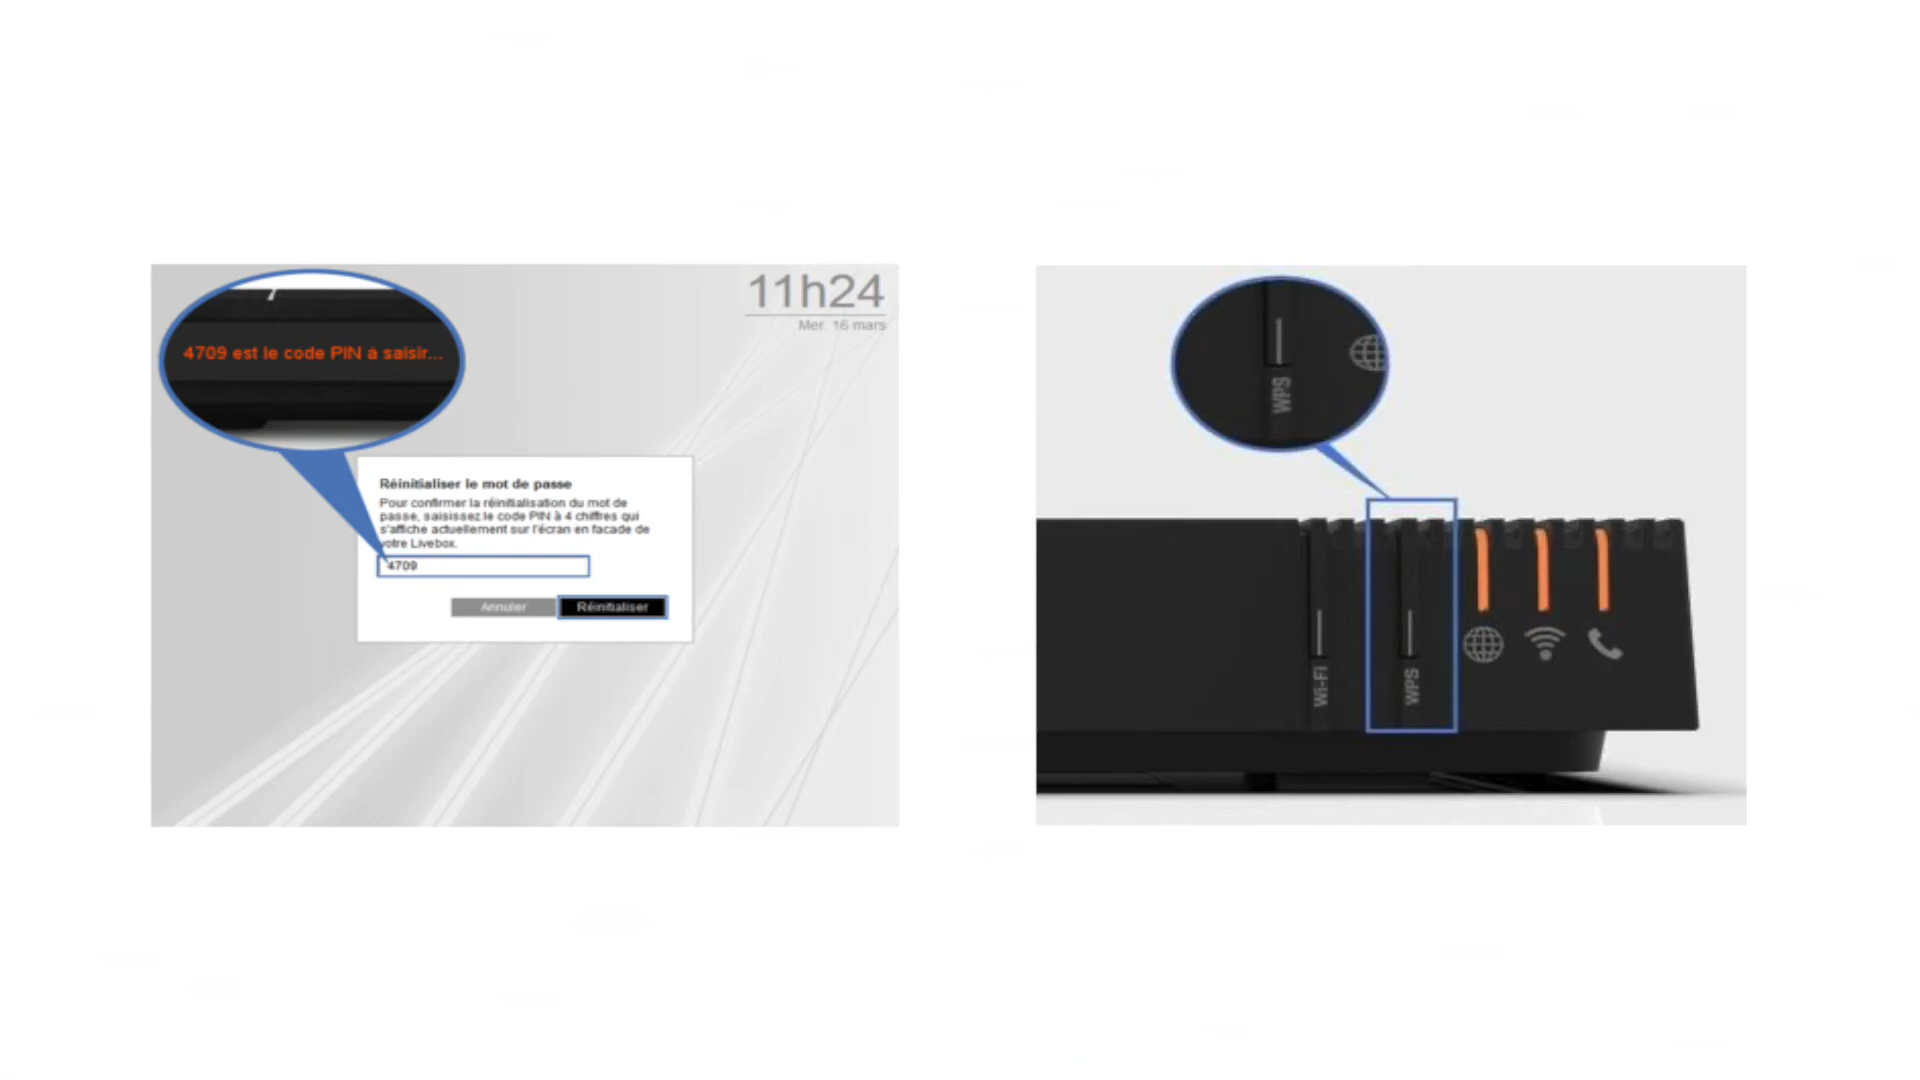 11h24
Mer. 16 mars
4709 est le code PIN à saisir...
Réinitialiser le mot de passe
Pour confirmer la réinitialisation du mot de
passe, saisissez le code PIN à 4 chiffres qui
s'affiche actuellement sur l'écran en facade de
votre Livebox.
4709
Annuler
Réinitialiser
WPS
Wi-Fi
WPS